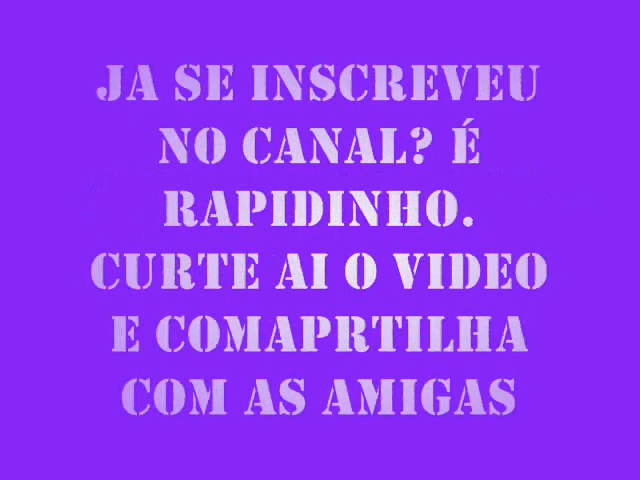 JA SE INSCREVEU
NO CANAL? É
RAPIDINHO.
CURTE AI O VIDEO
E COMAPRTILHA
COM AS AMIGAS